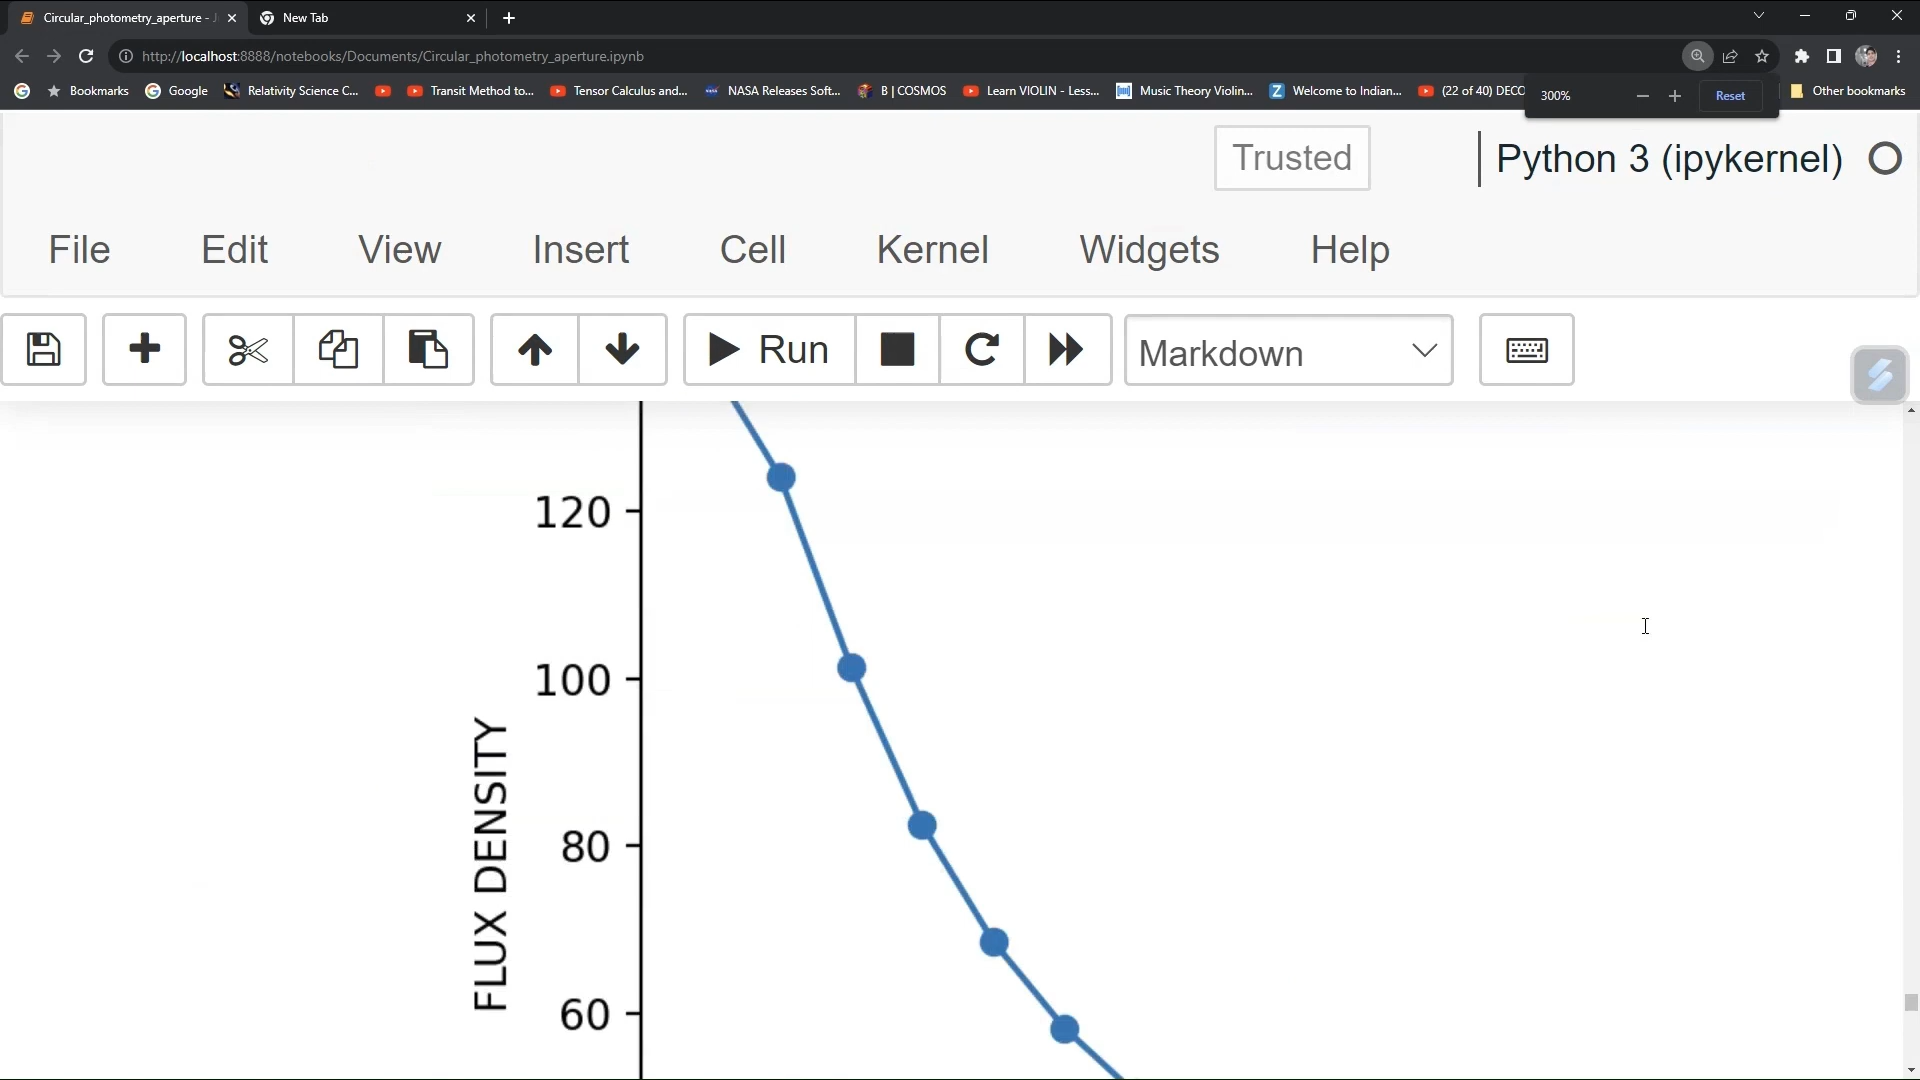 Circular_photometry_aperture - J
New Tab
http://localhost:8888/notebooks/Documents/Circular_photometry_aperture.ipynb
Bookmarks
Google
Relativity Science C...
Transit Method to...
Tensor Calculus and...
NASA Releases Soft...
B | COSMOS
Learn VIOLIN - Less...
Music Theory Violin...
Welcome to Indian...
(22 of 40) DECO
Other bookmarks
300%
Reset
Trusted
Python 3 (ipykernel)
File Edit View Insert Cell Kernel Widgets Help
Run
Markdown
120
100
80
60
FLUX DENSITY